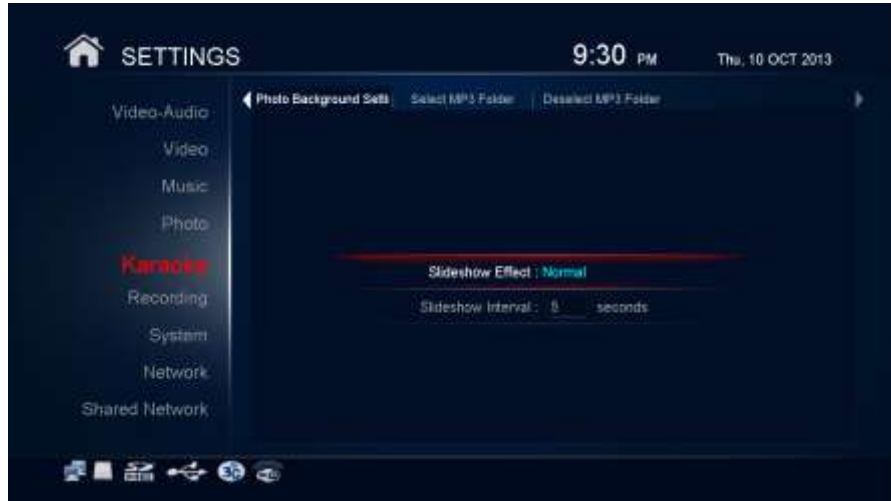 SETTINGS
9:30 PM
Thu, 10 OCT 2013
Photo Background Setti
Select MP3 Folder
Deselect MP3 Folder
Video-Audio
Video
Music
Photo
Karaoke
Recording
System
Network
Shared Network
Slideshow Effect : Normal
Slideshow Interval : 5 seconds